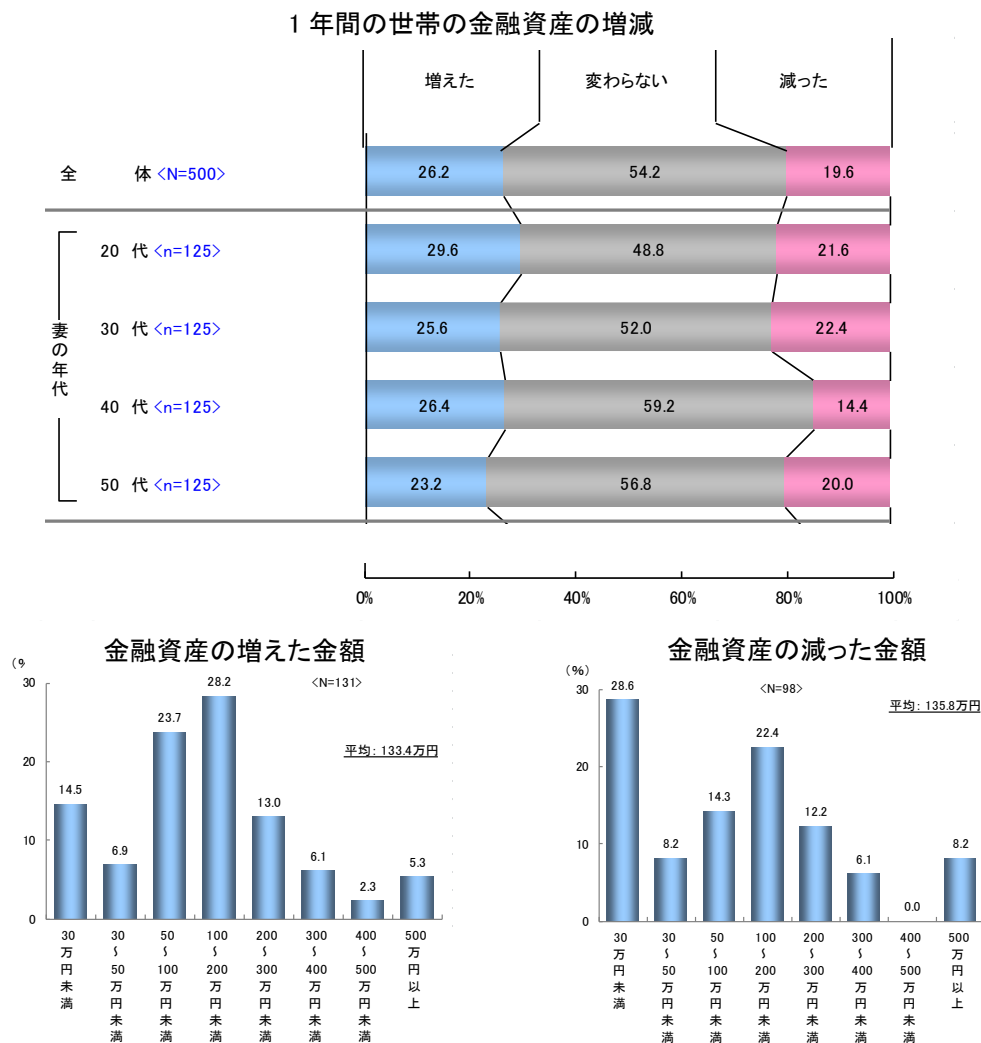 1年間の世帯の金融資産の増減
増えた 変わらない 減った
全 体 <N=500> 26.2 54.2 19.6
妻の年代
20 代 <n=125> 29.6 48.8 21.6
30 代 <n=125> 25.6 52.0 22.4
40 代 <n=125> 26.4 59.2 14.4
50 代 <n=125> 23.2 56.8 20.0
0% 20% 40% 60% 80% 100%
金融資産の増えた金額
(%
<N=131>
平均:133.4万円
30
20
10
0
14.5 6.9 23.7 28.2 13.0 6.1 2.3 5.3
30万円未満
30~50万円未満
50~100万円未満
100~200万円未満
200~300万円未満
300~400万円未満
400~500万円未満
500万円以上
金融資産の減った金額
(%)
<N=98>
平均:135.8万円
30
20
10
0
28.6 8.2 14.3 22.4 12.2 6.1 0.0 8.2
30万円未満
30~50万円未満
50~100万円未満
100~200万円未満
200~300万円未満
300~400万円未満
400~500万円未満
500万円以上